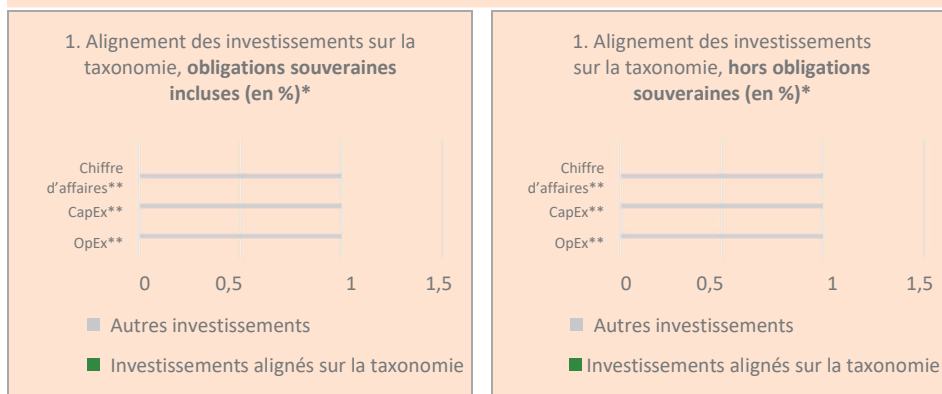 1. Alignement des investissements sur la
taxonomie, obligations souveraines
incluses (en %)*
Chiffre
d'affaires**
CapEx**
OpEx**
0 0,5 1 1,5
Autres investissements
Investissements alignés sur la taxonomie
1. Alignement des investissements
sur la taxonomie, hors obligations
souveraines (en %)*
Chiffre
d'affaires**
CapEx**
OpEx**
0 0,5 1 1,5
Autres investissements
Investissements alignés sur la taxonomie